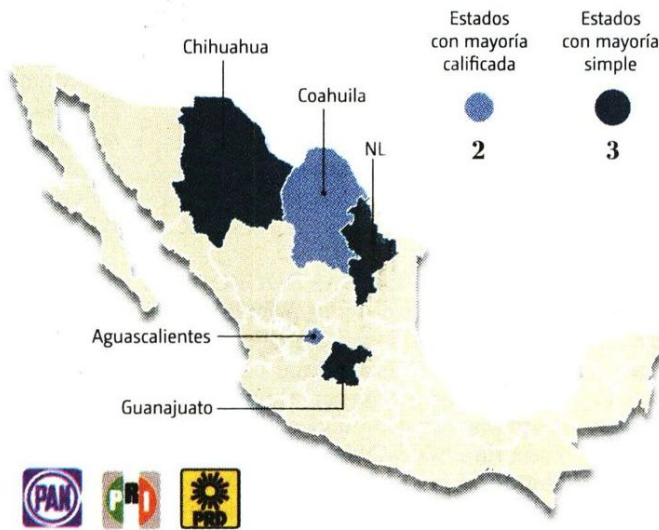 Estados
con mayoría
calificada
2
Estados
con mayoría
simple
3
Chihuahua
Coahuila
NL
Aguascalientes
Guanajuato
PAN
PRI
PRD